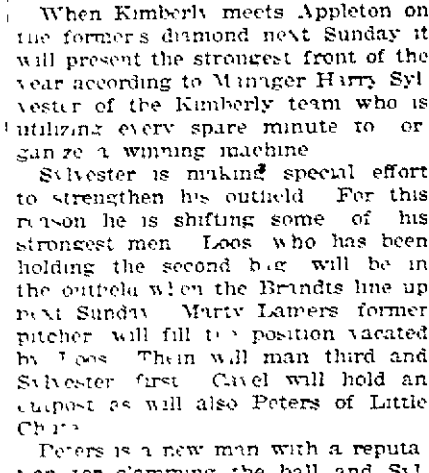 When Kimberly meets Appleton on
the former's diamond next Sunday it
will present the strongest front of the
year according to Manager Harry Syl
vester of the Kimberly team who is
utilizing every spare minute to or
gan ze a winning machine
Sylvester is making special effort
to strengthen his outfield For this
reason he is shifting some of his
strongest men Loos who has been
holding the second bag will be in
the outfield when the Brandts line up
next Sunday Marty Lamers former
pitcher will fill the position vacated
by Loos Thein will man third and
Sylvester first Cavel will hold an
outpost as will also Peters of Little
Chute
Peters is a new man with a reputa
for slamming the ball and Syl